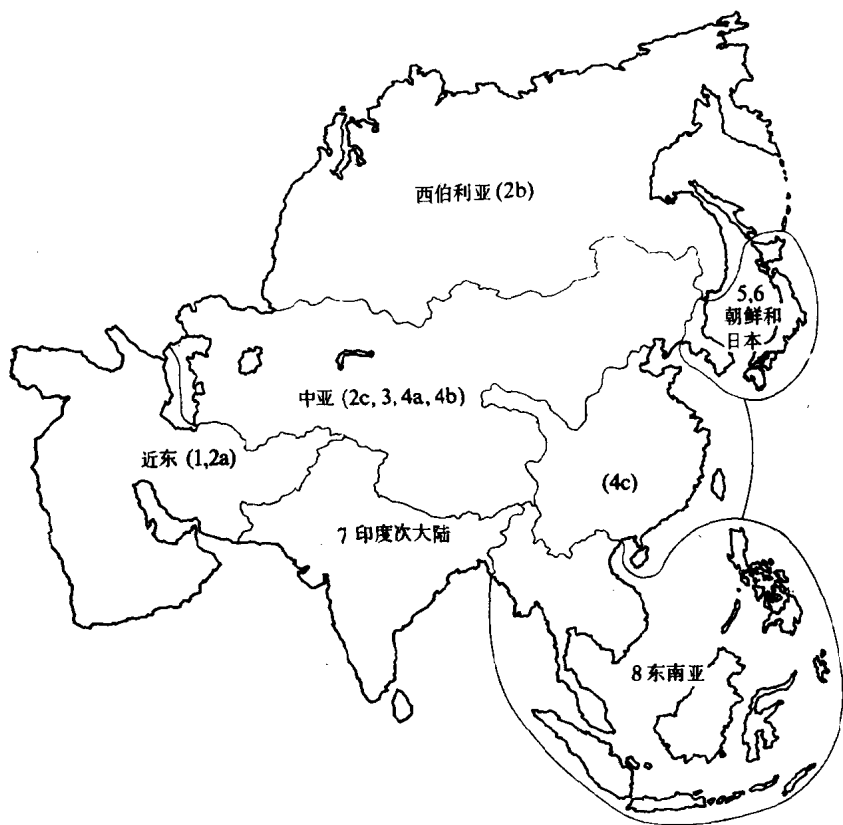 西伯利亚 (2b)
5,6
朝鲜和
日本
中亚 (2c, 3, 4a, 4b)
近东 (1,2a)
(4c)
7 印度次大陆
8 东南亚